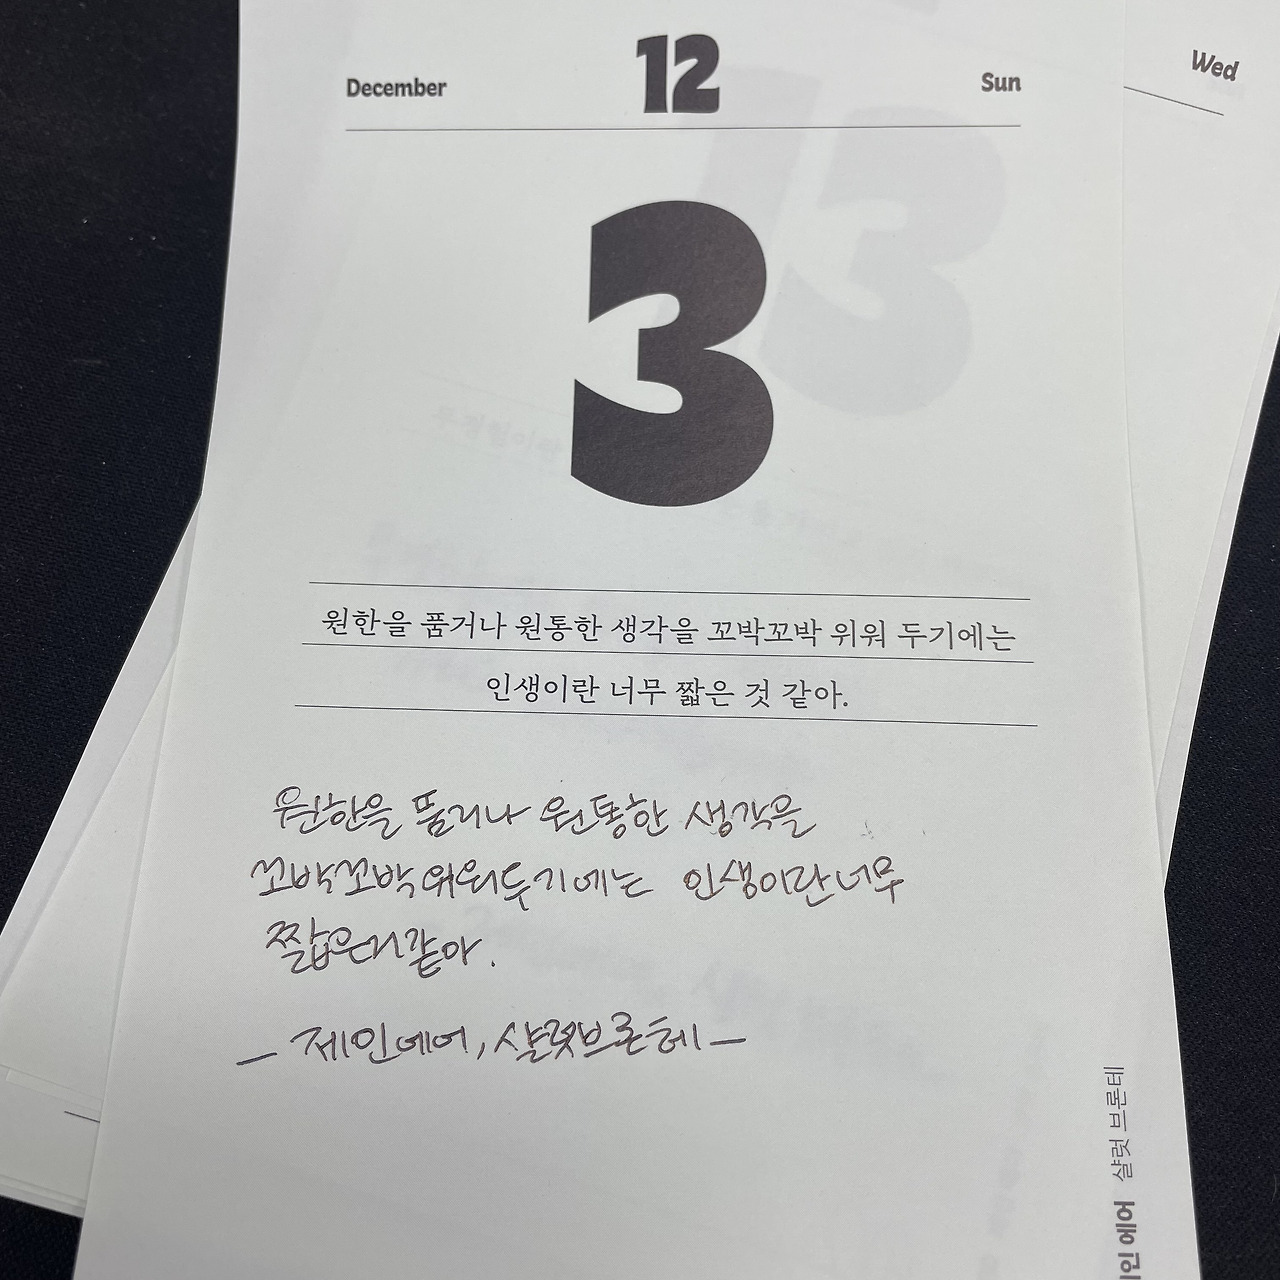 December 12 Sun
Wed
3
원한을 품거나 원통한 생각을 꼬박꼬박 위워 두기에는
인생이란 너무 짧은 것 같아.
원한을 품거나 원통한 생각을
꼬박꼬박 위워두기에는 인생이란 너무
짧은거같아.
- 제인에어, 샬럿브론테 -
인 에어 샬럿 브론테